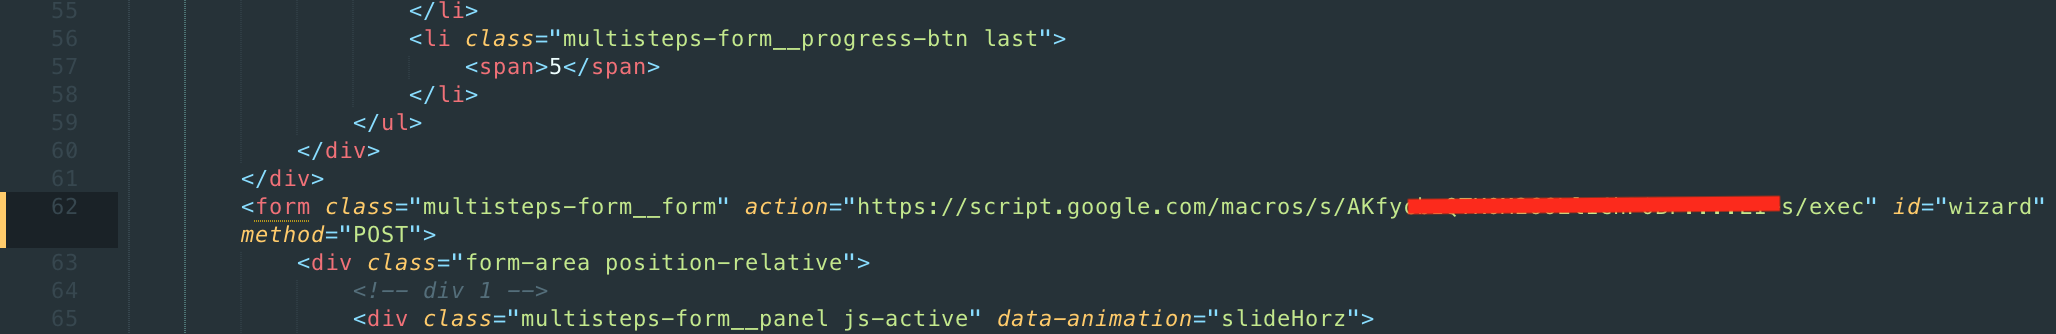 55 </li>
56 <li class="multisteps-form__progress-btn last">
57 <span>5</span>
58 </li>
59 </ul>
60 </div>
61 </div>
62 <form class="multisteps-form__form" action="https://script.google.com/macros/s/AKfyc s/exec" id="wizard"
method="POST">
63 <div class="form-area position-relative">
64 <!-- div 1 -->
65 <div class="multisteps-form__panel js-active" data-animation="slideHorz">